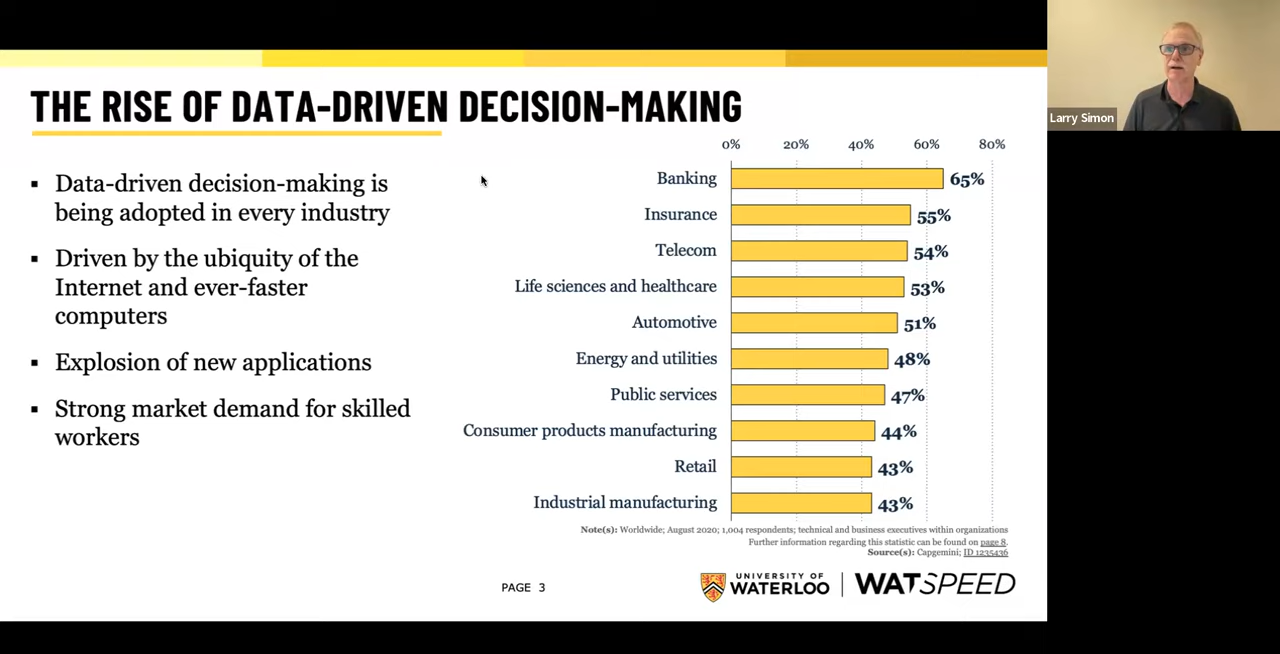 THE RISE OF DATA-DRIVEN DECISION-MAKING
▪ Data-driven decision-making is
being adopted in every industry
▪ Driven by the ubiquity of the
Internet and ever-faster
computers
▪ Explosion of new applications
▪ Strong market demand for skilled
workers
0% 20% 40% 60% 80%
Banking 65%
Insurance 55%
Telecom 54%
Life sciences and healthcare 53%
Automotive 51%
Energy and utilities 48%
Public services 47%
Consumer products manufacturing 44%
Retail 43%
Industrial manufacturing 43%
Note(s): Worldwide; August 2020; 1,004 respondents; technical and business executives within organizations
Further information regarding this statistic can be found on page 8.
Source(s): Capgemini; ID 1235436
PAGE 3
UNIVERSITY OF
WATERLOO
WATSPEED
Larry Simon